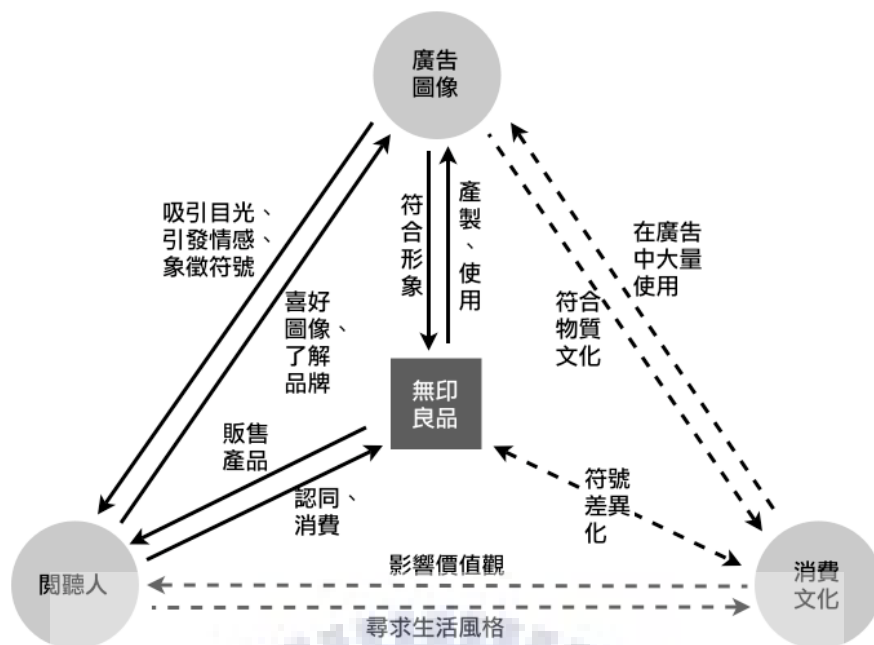 廣告
圖像
吸引目光、
引發情感、
象徵符號
喜好
圖像、
了解
品牌
符合形象
產製、使用
在廣告
中大量
使用
符合
物質
文化
無印
良品
販售
產品
認同、
消費
符號
差異
化
閱聽人
影響價值觀
尋求生活風格
消費
文化